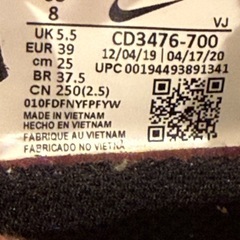 8
VJ
UK 5.5
EUR 39
cm 25
BR 37.5
CN 250(2.5)
CD3476-700
12/04/19 04/17/20
UPC 00194493891341
010FDFNYFPFYW
MADE IN VIETNAM
HECHO EN VIETNAM
FABRIQUE AU VIETNAM
FABRICADO NO VIETNÃ